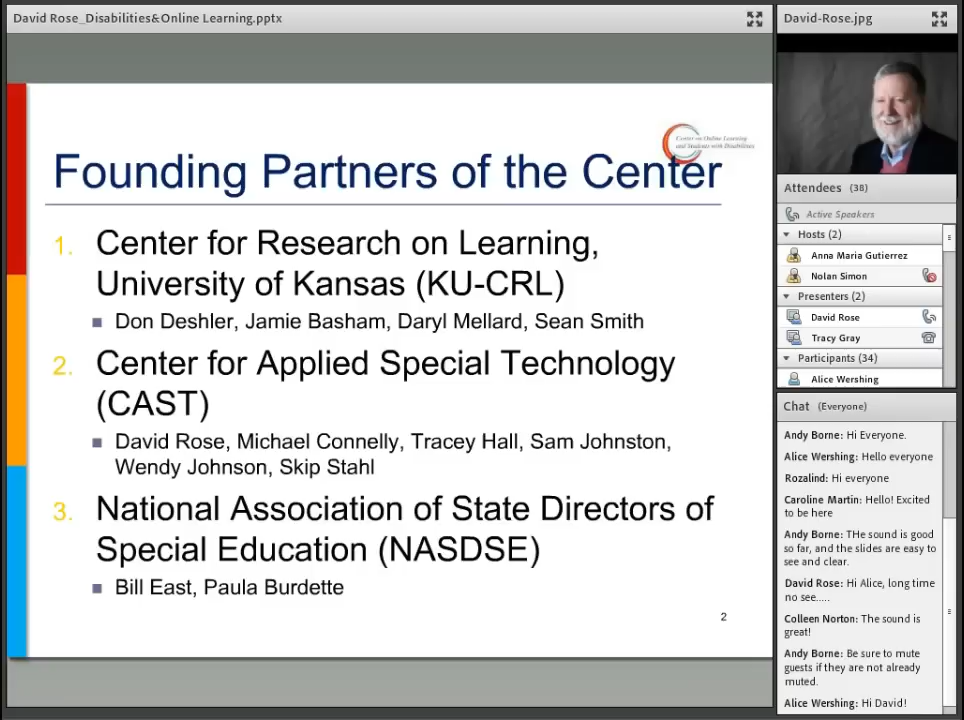 David Rose_Disabilities&Online Learning.pptx
Center on Online Learning
and Students with Disabilities
Founding Partners of the Center
1. Center for Research on Learning,
University of Kansas (KU-CRL)
Don Deshler, Jamie Basham, Daryl Mellard, Sean Smith
2. Center for Applied Special Technology
(CAST)
David Rose, Michael Connelly, Tracey Hall, Sam Johnston,
Wendy Johnson, Skip Stahl
3. National Association of State Directors of
Special Education (NASDSE)
Bill East, Paula Burdette
2
David-Rose.jpg
Attendees (38)
Active Speakers
Hosts (2)
Anna Maria Gutierrez
Nolan Simon
Presenters (2)
David Rose
Tracy Gray
Participants (34)
Alice Wershing
Chat (Everyone)
Andy Borne: Hi Everyone.
Alice Wershing: Hello everyone
Rozalind: Hi everyone
Caroline Martin: Hello! Excited
to be here
Andy Borne: THe sound is good
so far, and the slides are easy to
see and clear.
David Rose: Hi Alice, long time
no see.....
Colleen Norton: The sound is
great!
Andy Borne: Be sure to mute
guests if they are not already
muted.
Alice Wershing: Hi David!